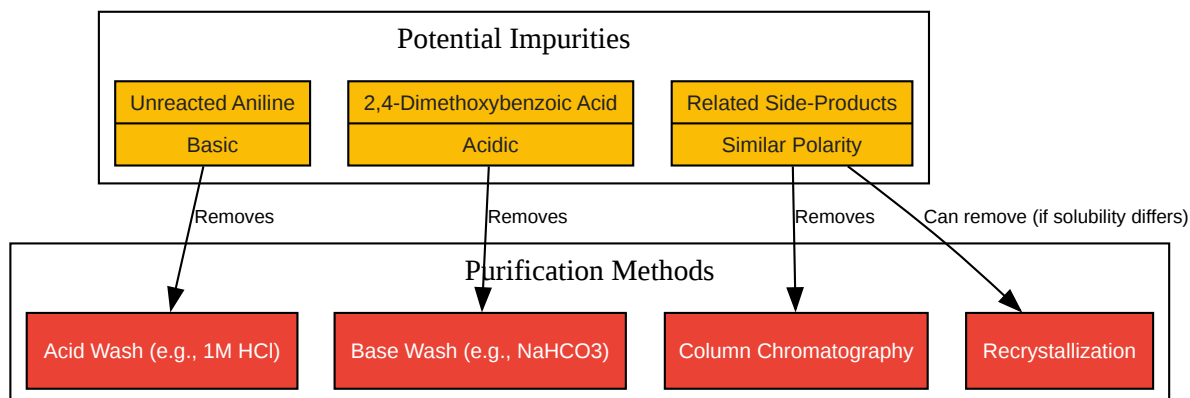 Potential Impurities
Unreacted Aniline
Basic
2,4-Dimethoxybenzoic Acid
Acidic
Related Side-Products
Similar Polarity
Removes
Removes
Removes
Can remove (if solubility differs)
Purification Methods
Acid Wash (e.g., 1M HCl)
Base Wash (e.g., NaHCO3)
Column Chromatography
Recrystallization